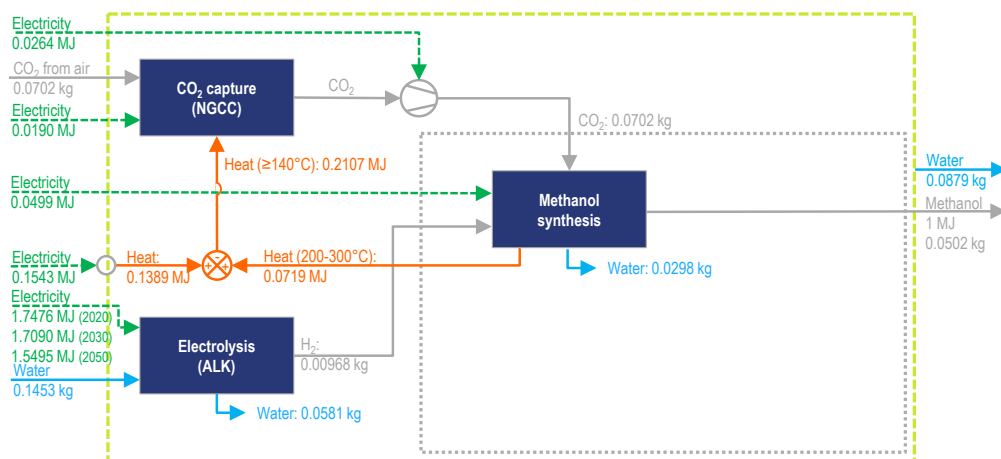 Electricity
0.0264 MJ
CO₂ from air
0.0702 kg
Electricity
0.0190 MJ
CO₂ capture
(NGCC)
CO₂
CO₂: 0.0702 kg
Heat (≥140°C): 0.2107 MJ
Electricity
0.0499 MJ
Methanol
synthesis
Water
0.0879 kg
Methanol
1 MJ
0.0502 kg
Electricity
0.1543 MJ
Heat:
0.1389 MJ
+ - +
Heat (200-300°C):
0.0719 MJ
Water: 0.0298 kg
Electricity
1.7476 MJ (2020)
1.7090 MJ (2030)
1.5495 MJ (2050)
Water
0.1453 kg
Electrolysis
(ALK)
H₂:
0.00968 kg
Water: 0.0581 kg